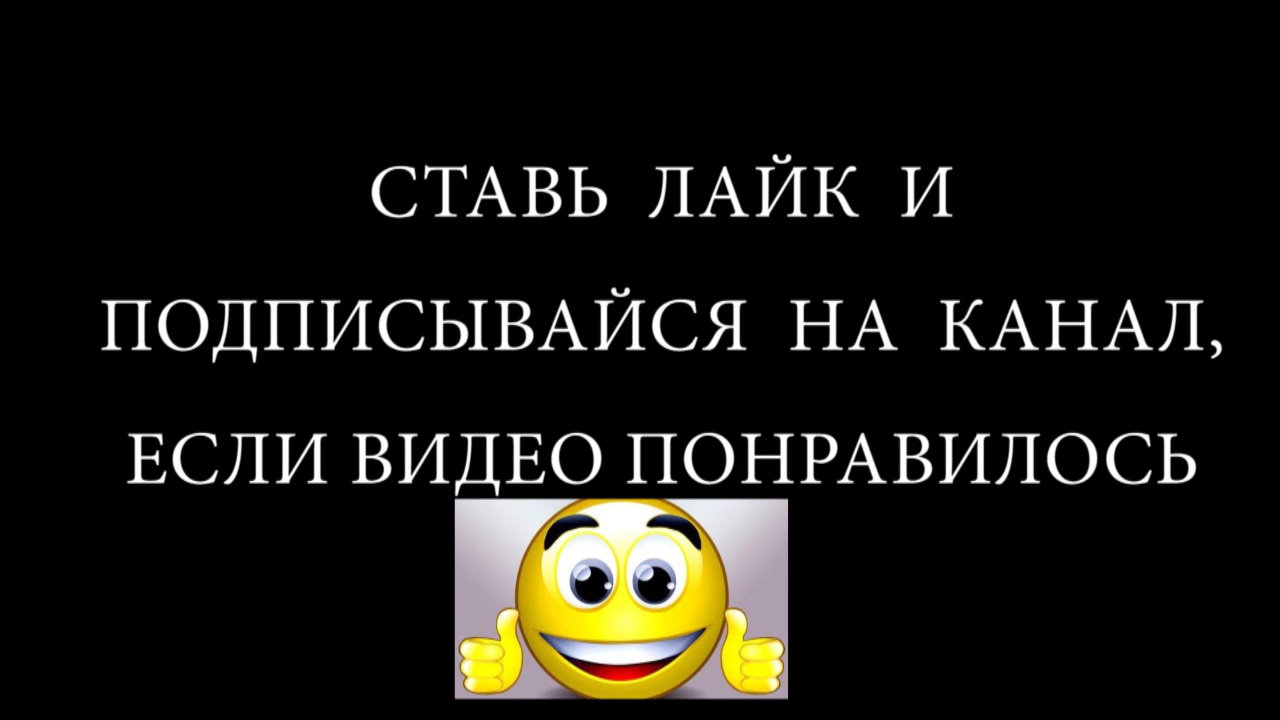 СТАВЬ ЛАЙК И
ПОДПИСЫВАЙСЯ НА КАНАЛ,
ЕСЛИ ВИДЕО ПОНРАВИЛОСЬ